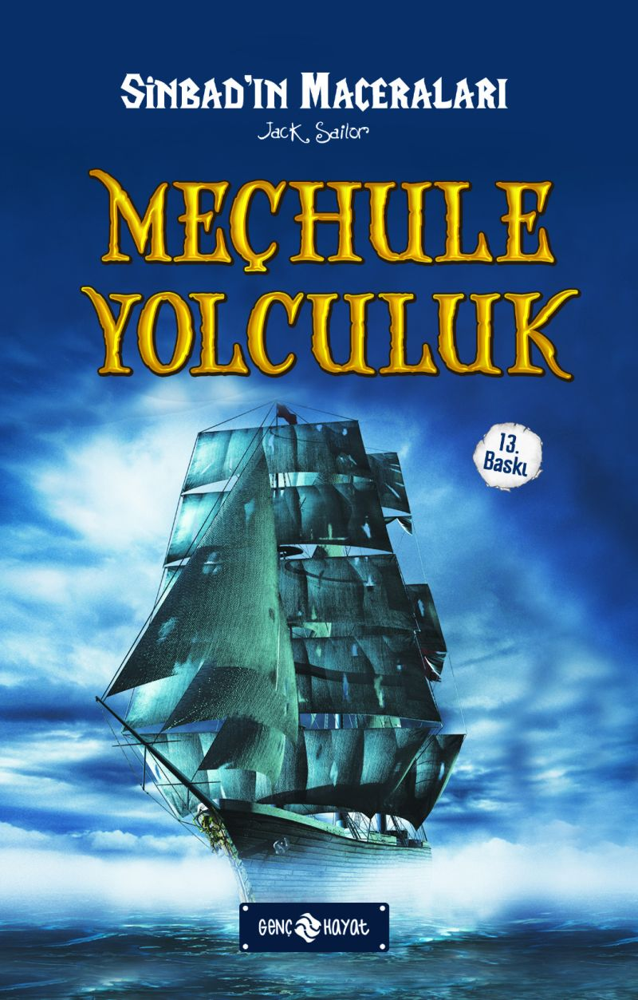 SİNBAD'IN MAÇERALARI
Jack Sailor
MEÇHULE
YOLCULUK
13.
Baskı
GENÇ HAYAT